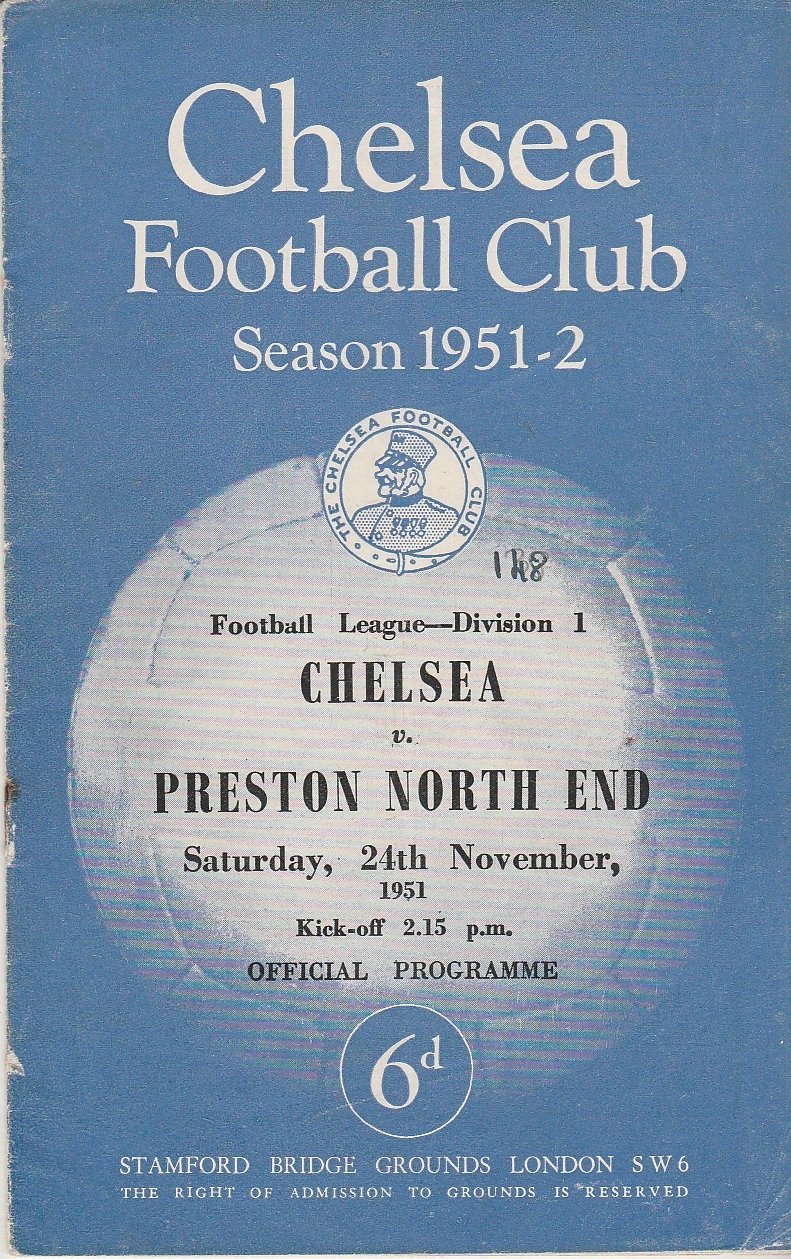 Chelsea
Football Club
Season 1951-2
THE CHELSEA FOOTBALL CLUB
Football League—Division 1
CHELSEA
v.
PRESTON NORTH END
Saturday, 24th November,
1951
Kick-off 2.15 p.m.
OFFICIAL PROGRAMME
6d
STAMFORD BRIDGE GROUNDS LONDON S W 6
THE RIGHT OF ADMISSION TO GROUNDS IS RESERVED